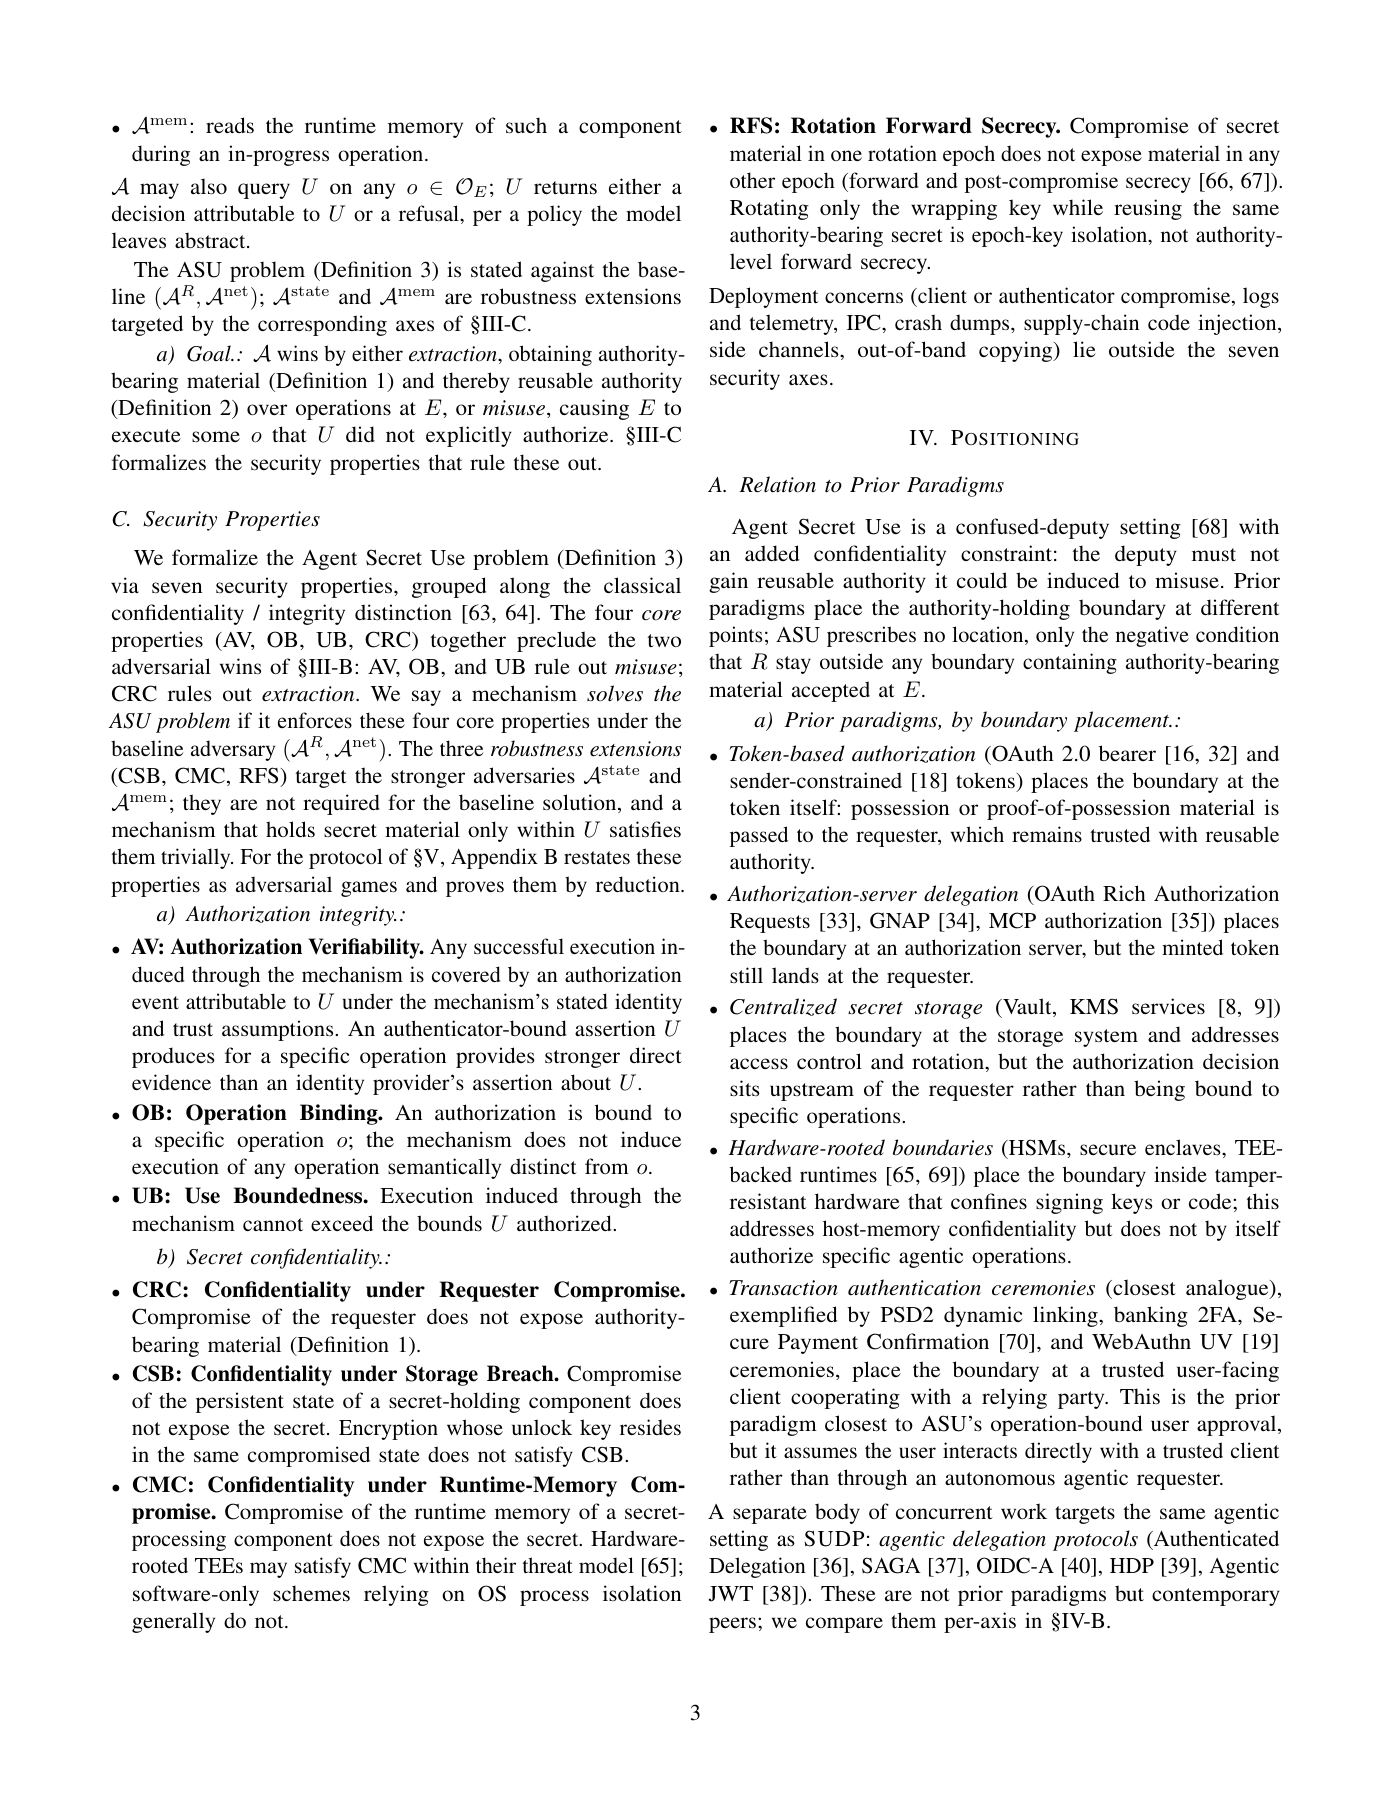 • 𝒜^mem: reads the runtime memory of such a component
during an in-progress operation.
𝒜 may also query U on any o ∈ 𝒪_E; U returns either a
decision attributable to U or a refusal, per a policy the model
leaves abstract.
The ASU problem (Definition 3) is stated against the base-
line (𝒜^R, 𝒜^net); 𝒜^state and 𝒜^mem are robustness extensions
targeted by the corresponding axes of §III-C.
a) Goal.: 𝒜 wins by either extraction, obtaining authority-
bearing material (Definition 1) and thereby reusable authority
(Definition 2) over operations at E, or misuse, causing E to
execute some o that U did not explicitly authorize. §III-C
formalizes the security properties that rule these out.
C. Security Properties
We formalize the Agent Secret Use problem (Definition 3)
via seven security properties, grouped along the classical
confidentiality / integrity distinction [63, 64]. The four core
properties (AV, OB, UB, CRC) together preclude the two
adversarial wins of §III-B: AV, OB, and UB rule out misuse;
CRC rules out extraction. We say a mechanism solves the
ASU problem if it enforces these four core properties under the
baseline adversary (𝒜^R, 𝒜^net). The three robustness extensions
(CSB, CMC, RFS) target the stronger adversaries 𝒜^state and
𝒜^mem; they are not required for the baseline solution, and a
mechanism that holds secret material only within U satisfies
them trivially. For the protocol of §V, Appendix B restates these
properties as adversarial games and proves them by reduction.
a) Authorization integrity.:
• AV: Authorization Verifiability. Any successful execution in-
duced through the mechanism is covered by an authorization
event attributable to U under the mechanism's stated identity
and trust assumptions. An authenticator-bound assertion U
produces for a specific operation provides stronger direct
evidence than an identity provider's assertion about U.
• OB: Operation Binding. An authorization is bound to
a specific operation o; the mechanism does not induce
execution of any operation semantically distinct from o.
• UB: Use Boundedness. Execution induced through the
mechanism cannot exceed the bounds U authorized.
b) Secret confidentiality.:
• CRC: Confidentiality under Requester Compromise.
Compromise of the requester does not expose authority-
bearing material (Definition 1).
• CSB: Confidentiality under Storage Breach. Compromise
of the persistent state of a secret-holding component does
not expose the secret. Encryption whose unlock key resides
in the same compromised state does not satisfy CSB.
• CMC: Confidentiality under Runtime-Memory Com-
promise. Compromise of the runtime memory of a secret-
processing component does not expose the secret. Hardware-
rooted TEEs may satisfy CMC within their threat model [65];
software-only schemes relying on OS process isolation
generally do not.
• RFS: Rotation Forward Secrecy. Compromise of secret
material in one rotation epoch does not expose material in any
other epoch (forward and post-compromise secrecy [66, 67]).
Rotating only the wrapping key while reusing the same
authority-bearing secret is epoch-key isolation, not authority-
level forward secrecy.
Deployment concerns (client or authenticator compromise, logs
and telemetry, IPC, crash dumps, supply-chain code injection,
side channels, out-of-band copying) lie outside the seven
security axes.
IV. POSITIONING
A. Relation to Prior Paradigms
Agent Secret Use is a confused-deputy setting [68] with
an added confidentiality constraint: the deputy must not
gain reusable authority it could be induced to misuse. Prior
paradigms place the authority-holding boundary at different
points; ASU prescribes no location, only the negative condition
that R stay outside any boundary containing authority-bearing
material accepted at E.
a) Prior paradigms, by boundary placement.:
• Token-based authorization (OAuth 2.0 bearer [16, 32] and
sender-constrained [18] tokens) places the boundary at the
token itself: possession or proof-of-possession material is
passed to the requester, which remains trusted with reusable
authority.
• Authorization-server delegation (OAuth Rich Authorization
Requests [33], GNAP [34], MCP authorization [35]) places
the boundary at an authorization server, but the minted token
still lands at the requester.
• Centralized secret storage (Vault, KMS services [8, 9])
places the boundary at the storage system and addresses
access control and rotation, but the authorization decision
sits upstream of the requester rather than being bound to
specific operations.
• Hardware-rooted boundaries (HSMs, secure enclaves, TEE-
backed runtimes [65, 69]) place the boundary inside tamper-
resistant hardware that confines signing keys or code; this
addresses host-memory confidentiality but does not by itself
authorize specific agentic operations.
• Transaction authentication ceremonies (closest analogue),
exemplified by PSD2 dynamic linking, banking 2FA, Se-
cure Payment Confirmation [70], and WebAuthn UV [19]
ceremonies, place the boundary at a trusted user-facing
client cooperating with a relying party. This is the prior
paradigm closest to ASU's operation-bound user approval,
but it assumes the user interacts directly with a trusted client
rather than through an autonomous agentic requester.
A separate body of concurrent work targets the same agentic
setting as SUDP: agentic delegation protocols (Authenticated
Delegation [36], SAGA [37], OIDC-A [40], HDP [39], Agentic
JWT [38]). These are not prior paradigms but contemporary
peers; we compare them per-axis in §IV-B.
3